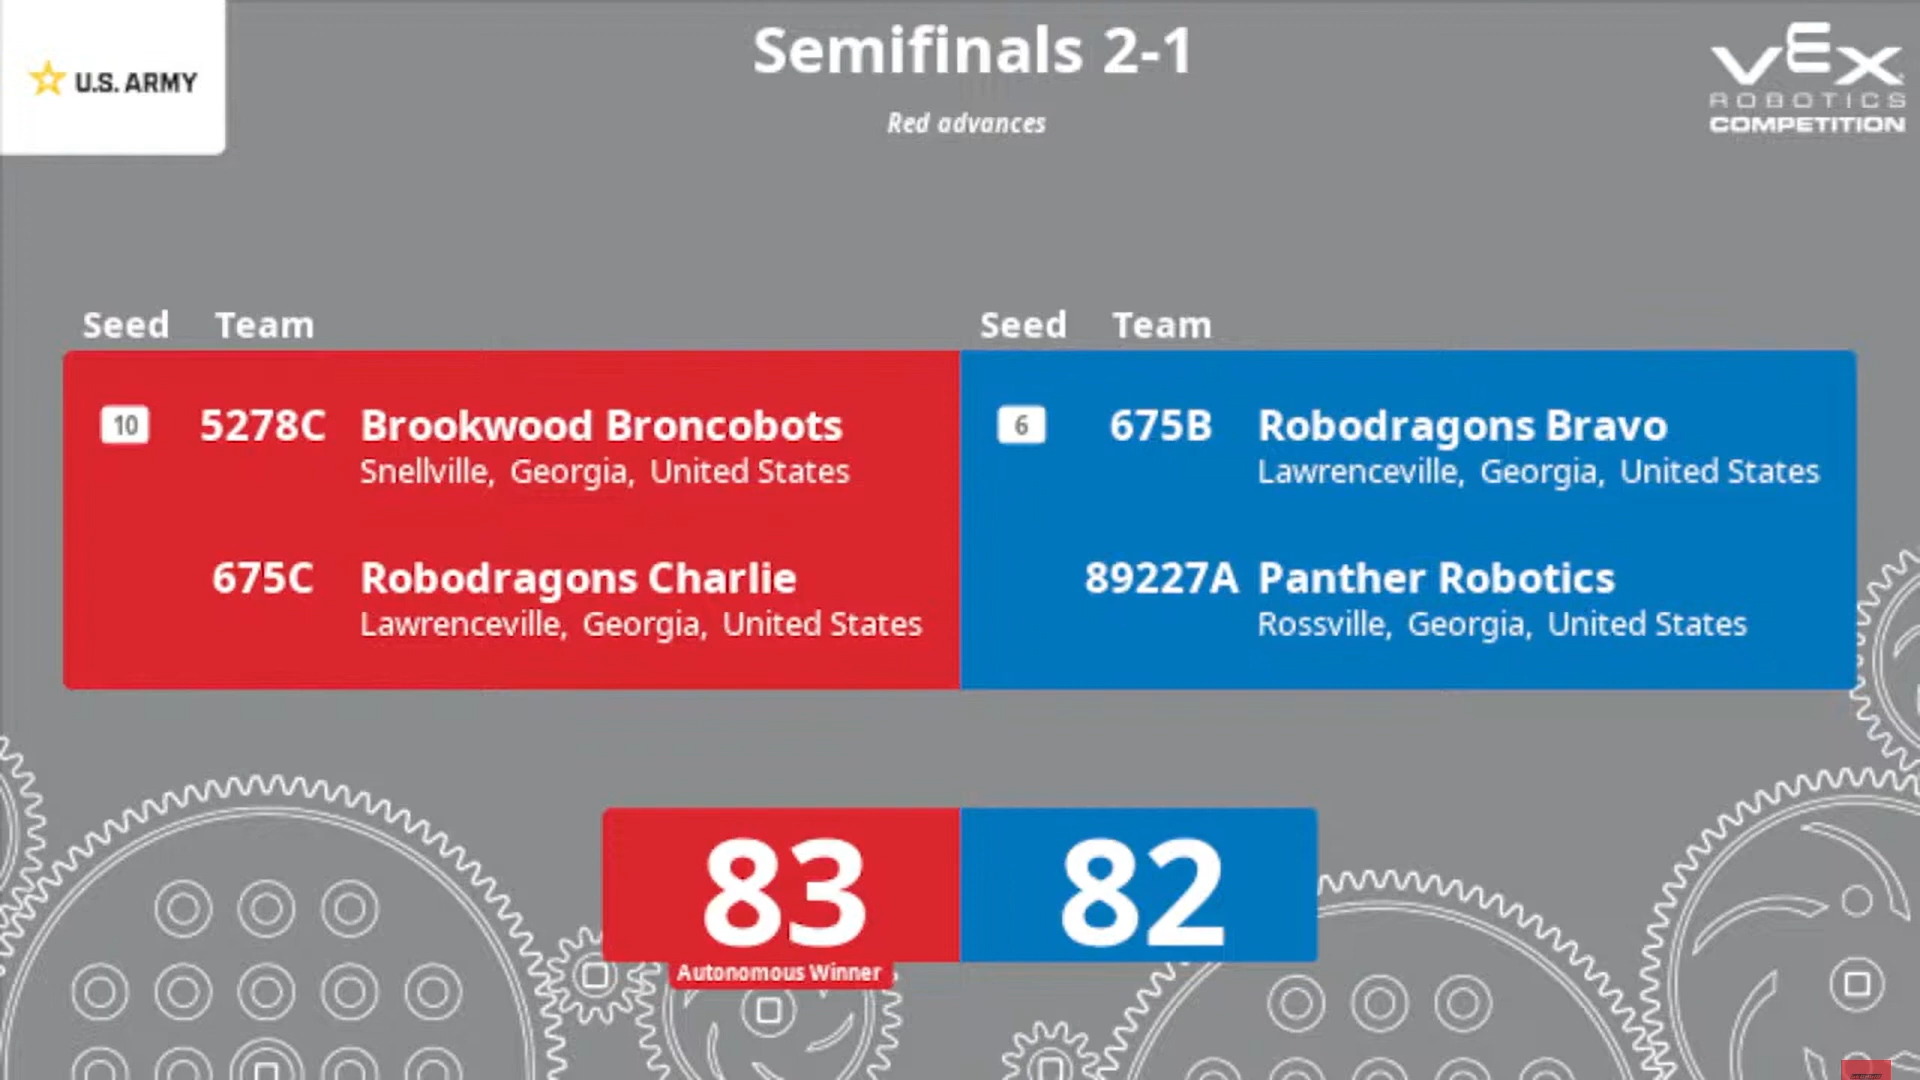 U.S. ARMY
Semifinals 2-1
Red advances
VEX
ROBOTICS
COMPETITION
Seed Team
10 5278C Brookwood Broncobots
Snellville, Georgia, United States
675C Robodragons Charlie
Lawrenceville, Georgia, United States
Seed Team
6 675B Robodragons Bravo
Lawrenceville, Georgia, United States
89227A Panther Robotics
Rossville, Georgia, United States
83
Autonomous Winner
82